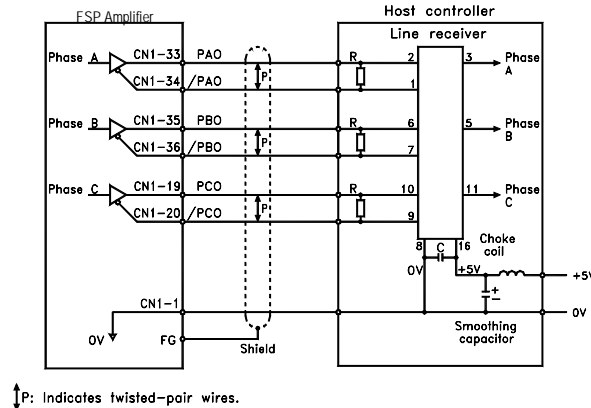 FSP Amplifier
Host controller
Line receiver
Phase A CN1-33 PAO P R 2 3 Phase A
CN1-34 /PAO 1
Phase B CN1-35 PBO P R 6 5 Phase B
CN1-36 /PBO 7
Phase C CN1-19 PCO P R 10 11 Phase C
CN1-20 /PCO 9
8 C 16 Choke coil
0V +5V +5V
+
−
CN1-1 0V
0V FG Shield Smoothing capacitor
P: Indicates twisted-pair wires.